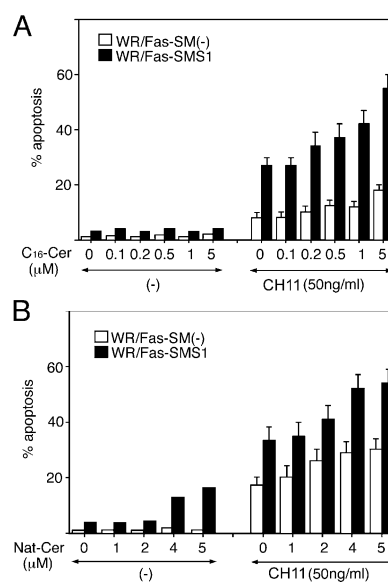 A
WR/Fas-SM(-)
WR/Fas-SMS1
% apoptosis
60
40
20
C16-Cer (μM)
0 0.1 0.2 0.5 1 5 0 0.1 0.2 0.5 1 5
(-) CH11 (50ng/ml)
B
WR/Fas-SM(-)
WR/Fas-SMS1
% apoptosis
60
40
20
Nat-Cer (μM)
0 1 2 4 5 0 1 2 4 5
(-) CH11 (50ng/ml)